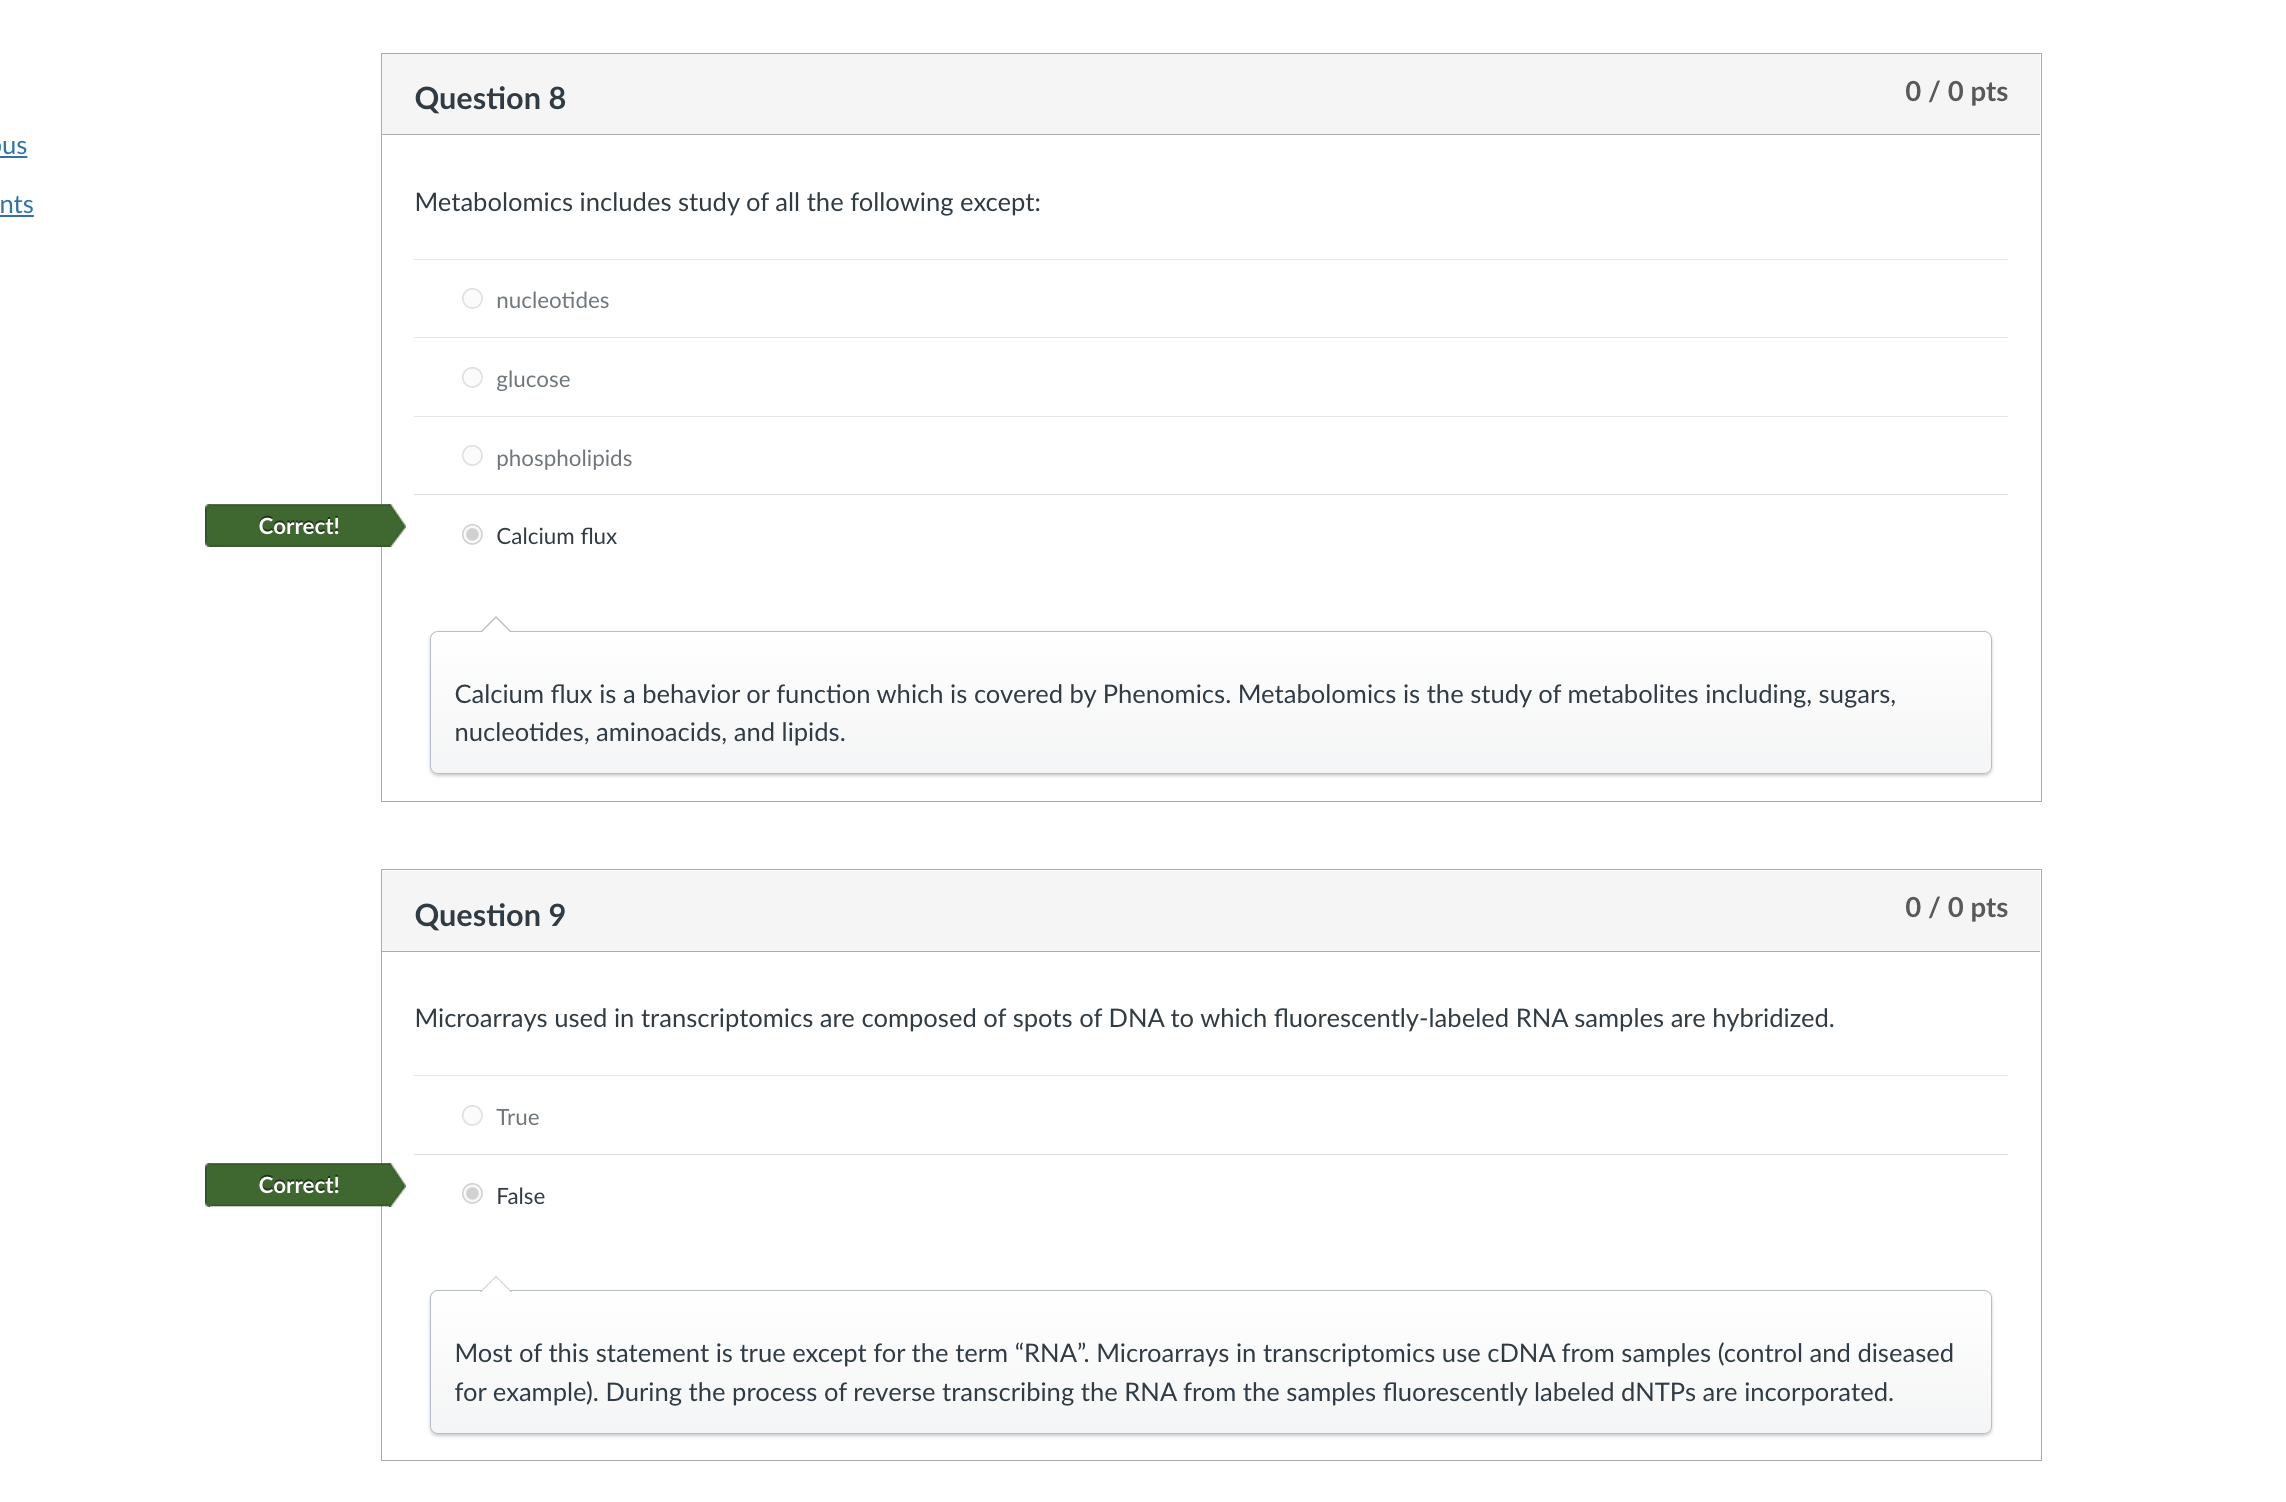 Question 8
0 / 0 pts
Metabolomics includes study of all the following except:
nucleotides
glucose
phospholipids
Correct!
Calcium flux
Calcium flux is a behavior or function which is covered by Phenomics. Metabolomics is the study of metabolites including, sugars,
nucleotides, aminoacids, and lipids.
Question 9
0 / 0 pts
Microarrays used in transcriptomics are composed of spots of DNA to which fluorescently-labeled RNA samples are hybridized.
True
Correct!
False
Most of this statement is true except for the term “RNA”. Microarrays in transcriptomics use cDNA from samples (control and diseased
for example). During the process of reverse transcribing the RNA from the samples fluorescently labeled dNTPs are incorporated.